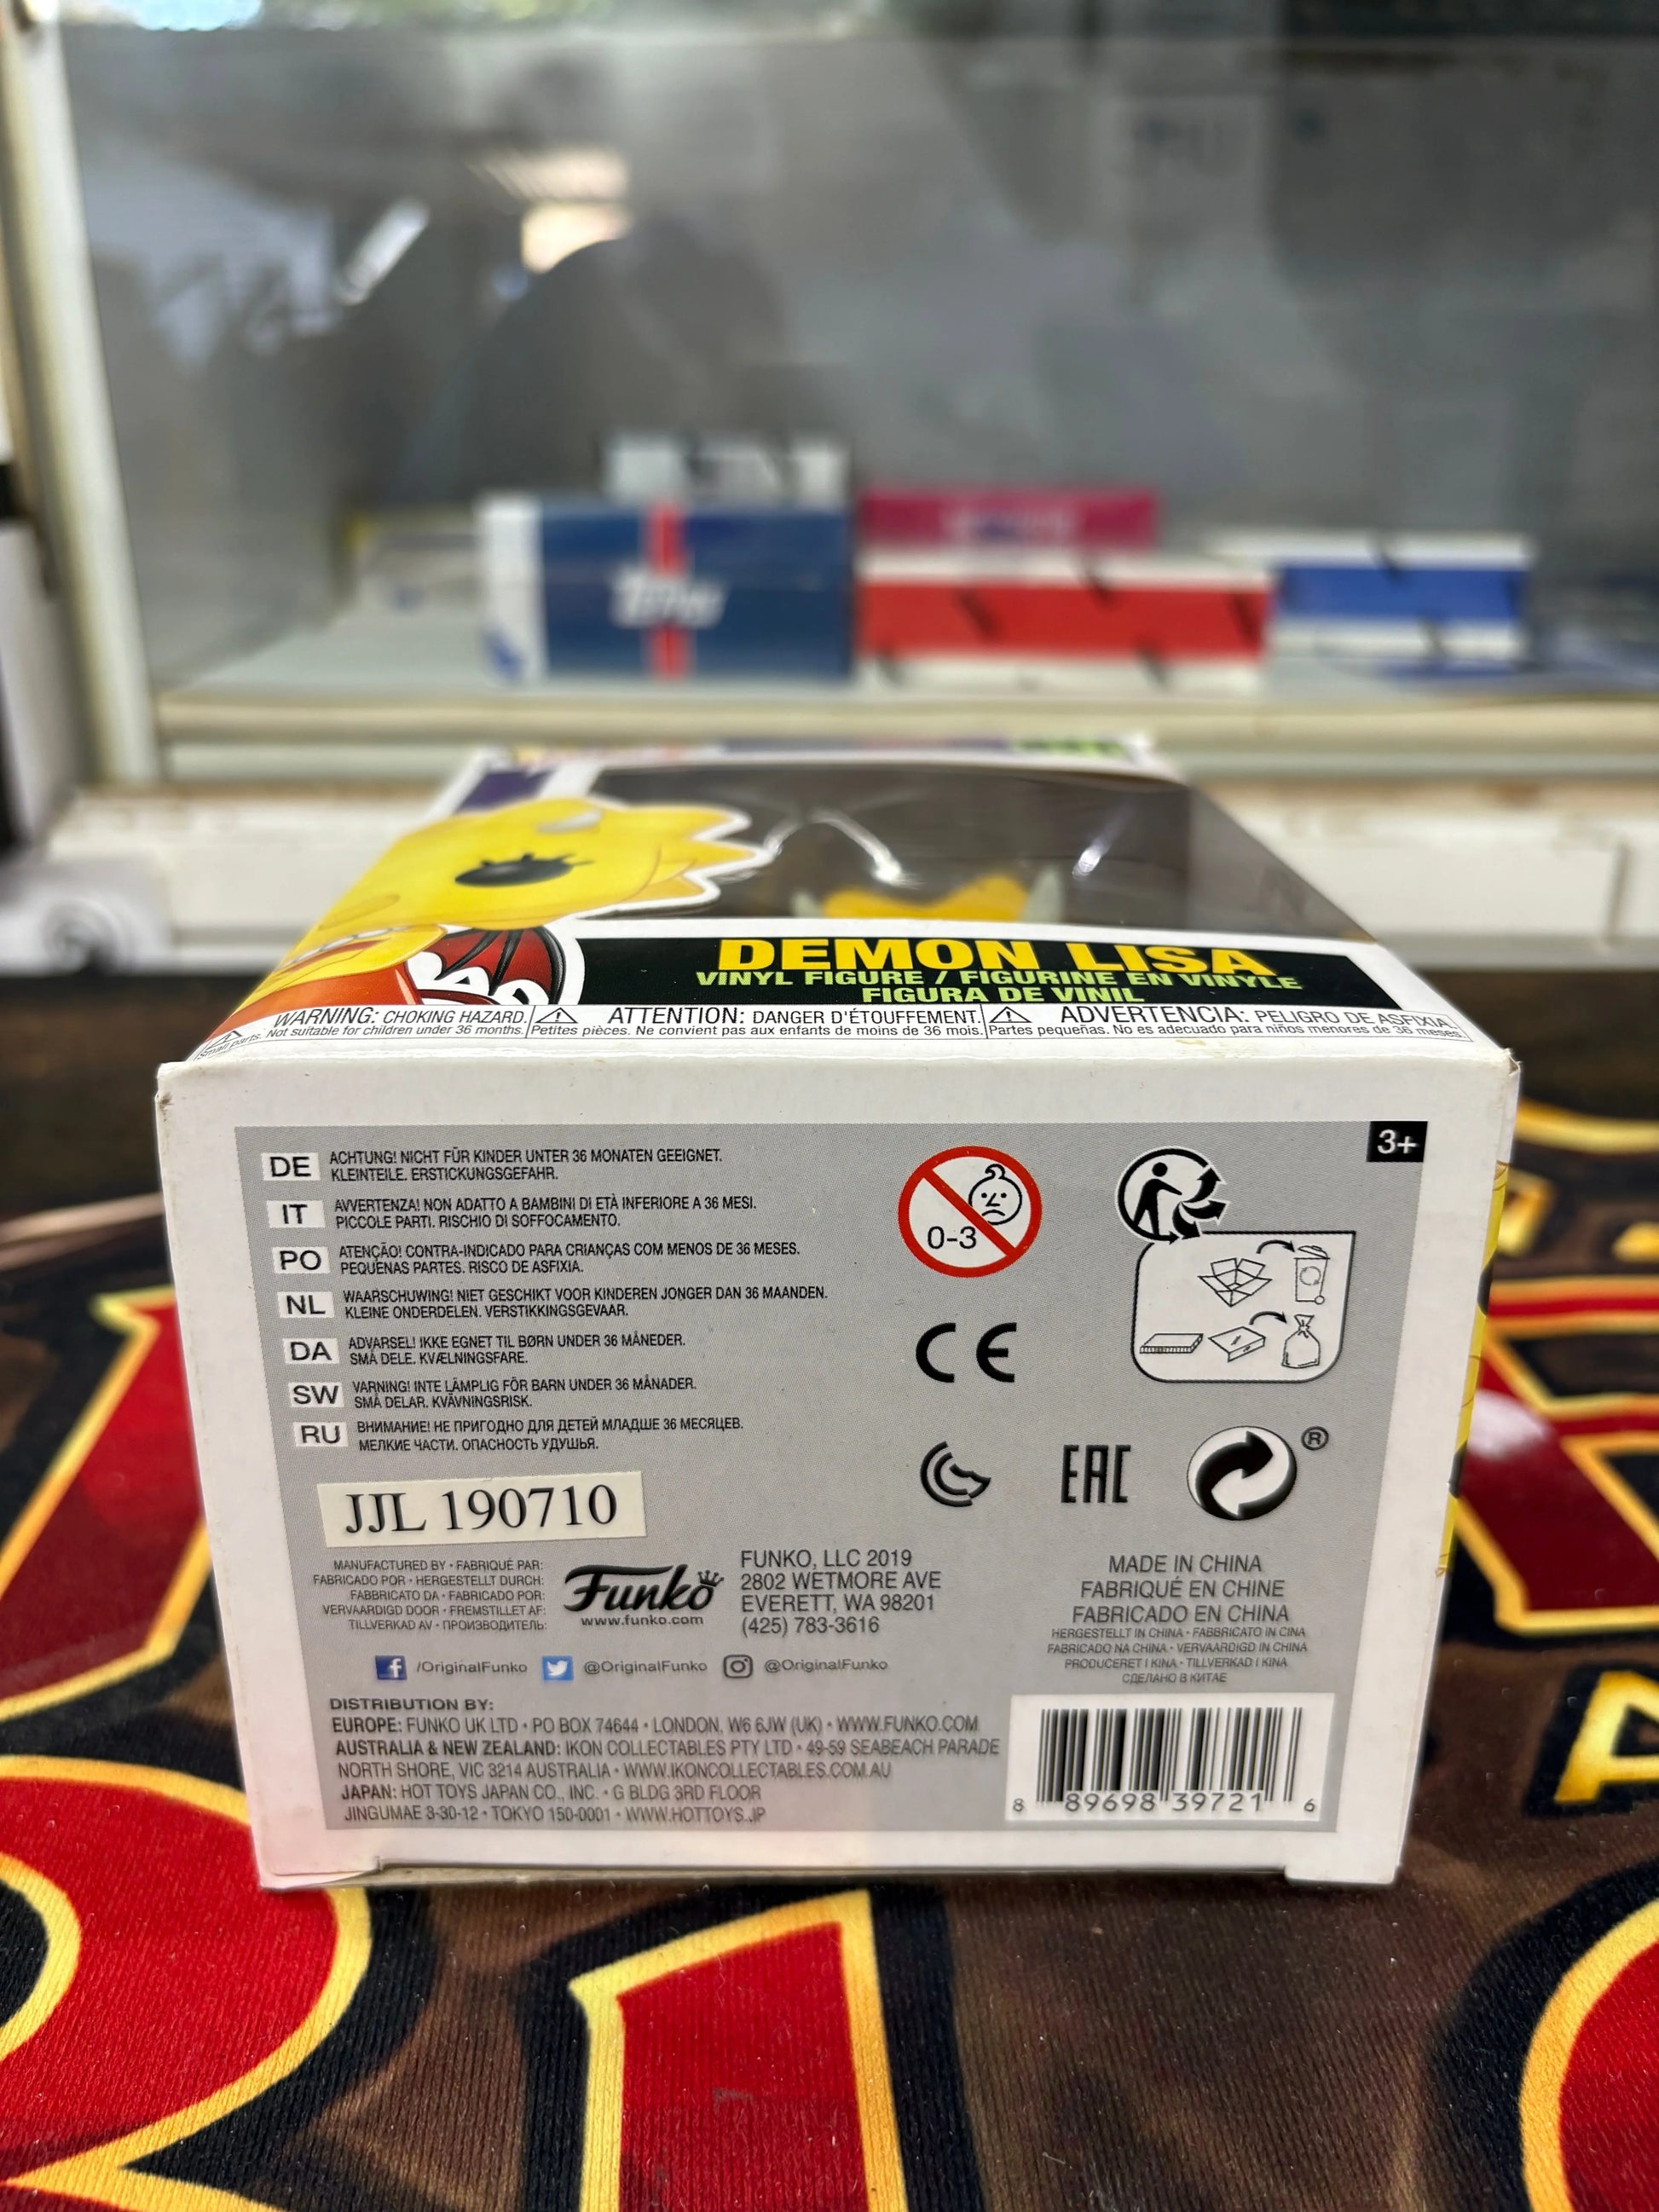 DEMON LISA
VINYL FIGURE / FIGURINE EN VINYLE
FIGURA DE VINIL
WARNING: CHOKING HAZARD.
Small parts. Not suitable for children under 36 months.
ATTENTION: DANGER D'ÉTOUFFEMENT.
Petites pièces. Ne convient pas aux enfants de moins de 36 mois.
ADVERTENCIA: PELIGRO DE ASFIXIA.
Partes pequeñas. No es adecuado para niños menores de 36 meses.
3+
DE ACHTUNG! NICHT FÜR KINDER UNTER 36 MONATEN GEEIGNET.
KLEINTEILE. ERSTICKUNGSGEFAHR.
IT AVVERTENZA! NON ADATTO A BAMBINI DI ETÀ INFERIORE A 36 MESI.
PICCOLE PARTI. RISCHIO DI SOFFOCAMENTO.
PO ATENÇÃO! CONTRA-INDICADO PARA CRIANÇAS COM MENOS DE 36 MESES.
PEQUENAS PARTES. RISCO DE ASFIXIA.
NL WAARSCHUWING! NIET GESCHIKT VOOR KINDEREN JONGER DAN 36 MAANDEN.
KLEINE ONDERDELEN. VERSTIKKINGSGEVAAR.
DA ADVARSEL! IKKE EGNET TIL BØRN UNDER 36 MÅNEDER.
SMÅ DELE. KVÆLNINGSFARE.
SW VARNING! INTE LÄMPLIG FÖR BARN UNDER 36 MÅNADER.
SMÅ DELAR. KVÄVNINGSRISK.
RU ВНИМАНИЕ! НЕ ПРИГОДНО ДЛЯ ДЕТЕЙ МЛАДШЕ 36 МЕСЯЦЕВ.
МЕЛКИЕ ЧАСТИ. ОПАСНОСТЬ УДУШЬЯ.
0-3
CE
EAC
®
JJL 190710
MANUFACTURED BY • FABRIQUÉ PAR:
FABRICADO POR • HERGESTELLT DURCH:
FABBRICATO DA • FABRICADO POR:
VERVAARDIGD DOOR • FREMSTILLET AF:
TILLVERKAD AV • ПРОИЗВОДИТЕЛЬ:
Funko
www.funko.com
FUNKO, LLC 2019
2802 WETMORE AVE
EVERETT, WA 98201
(425) 783-3616
MADE IN CHINA
FABRIQUÉ EN CHINE
FABRICADO EN CHINA
HERGESTELLT IN CHINA • FABBRICATO IN CINA
FABRICADO NA CHINA • VERVAARDIGD IN CHINA
PRODUCERET I KINA • TILLVERKAD I KINA
СДЕЛАНО В КИТАЕ
/OriginalFunko @OriginalFunko @OriginalFunko
DISTRIBUTION BY:
EUROPE: FUNKO UK LTD • PO BOX 74644 • LONDON, W6 6JW (UK) • WWW.FUNKO.COM
AUSTRALIA & NEW ZEALAND: IKON COLLECTABLES PTY LTD • 49-59 SEABEACH PARADE
NORTH SHORE, VIC 3214 AUSTRALIA • WWW.IKONCOLLECTABLES.COM.AU
JAPAN: HOT TOYS JAPAN CO., INC. • G BLDG 3RD FLOOR
JINGUMAE 3-30-12 • TOKYO 150-0001 • WWW.HOTTOYS.JP
8 89698 39721 6